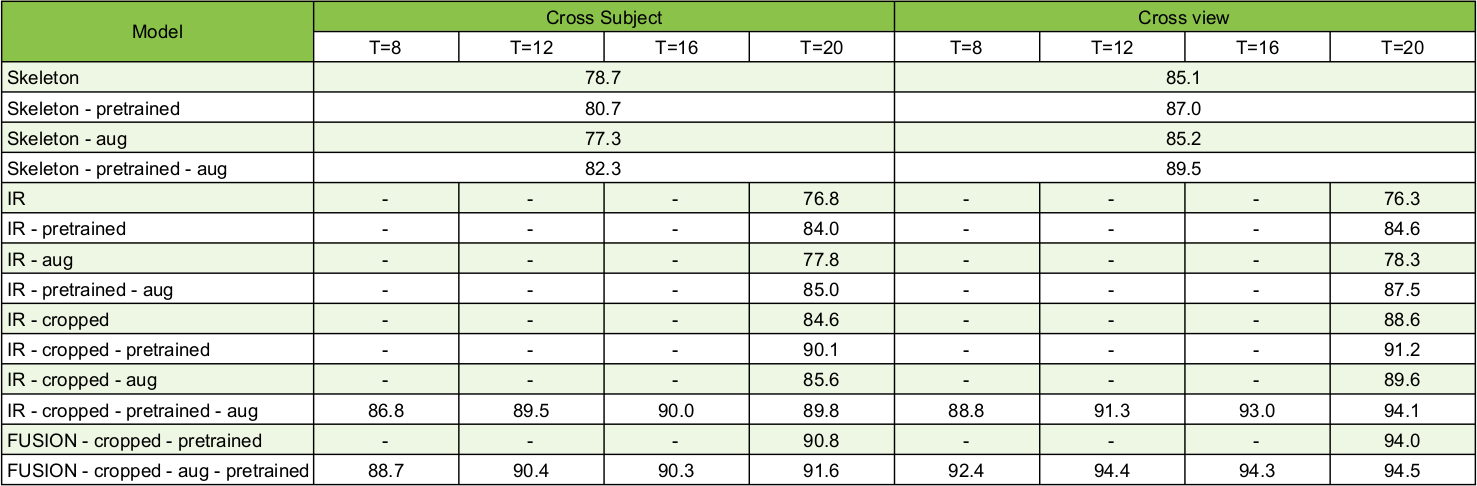 Model Cross Subject Cross view
T=8 T=12 T=16 T=20 T=8 T=12 T=16 T=20
Skeleton 78.7 85.1
Skeleton - pretrained 80.7 87.0
Skeleton - aug 77.3 85.2
Skeleton - pretrained - aug 82.3 89.5
IR - - - 76.8 - - - 76.3
IR - pretrained - - - 84.0 - - - 84.6
IR - aug - - - 77.8 - - - 78.3
IR - pretrained - aug - - - 85.0 - - - 87.5
IR - cropped - - - 84.6 - - - 88.6
IR - cropped - pretrained - - - 90.1 - - - 91.2
IR - cropped - aug - - - 85.6 - - - 89.6
IR - cropped - pretrained - aug 86.8 89.5 90.0 89.8 88.8 91.3 93.0 94.1
FUSION - cropped - pretrained - - - 90.8 - - - 94.0
FUSION - cropped - aug - pretrained 88.7 90.4 90.3 91.6 92.4 94.4 94.3 94.5